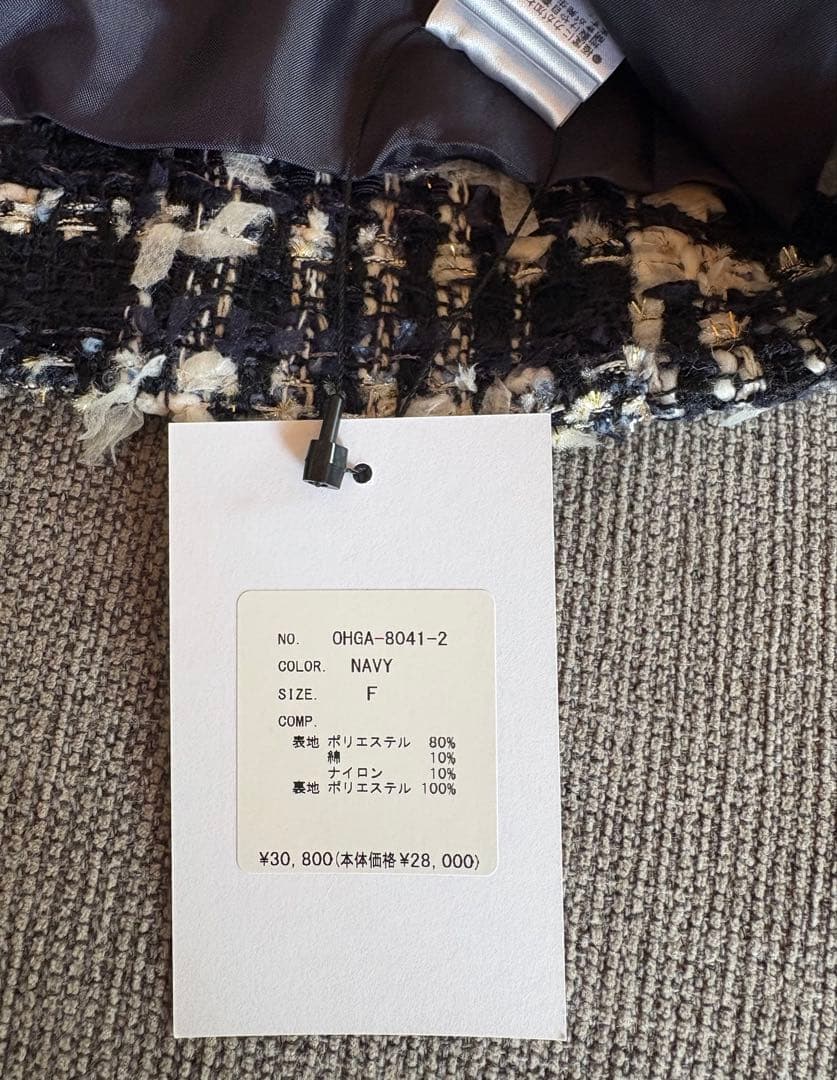 NO. OHGA-8041-2
COLOR. NAVY
SIZE. F
COMP.
表地 ポリエステル 80%
綿 10%
ナイロン 10%
裏地 ポリエステル 100%
¥30,800(本体価格¥28,000)